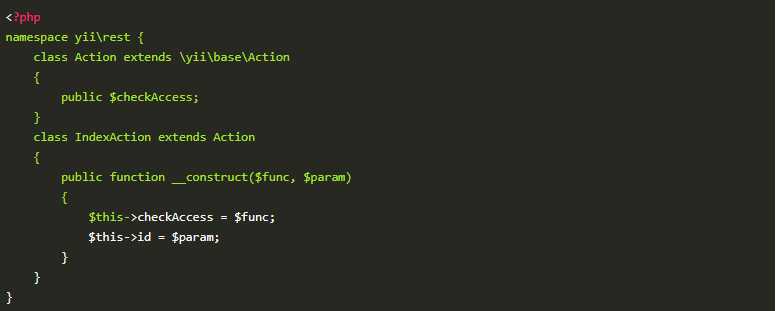 <?php
namespace yii\rest {
    class Action extends \yii\base\Action
    {
        public $checkAccess;
    }
    class IndexAction extends Action
    {
        public function __construct($func, $param)
        {
            $this->checkAccess = $func;
            $this->id = $param;
        }
    }
}